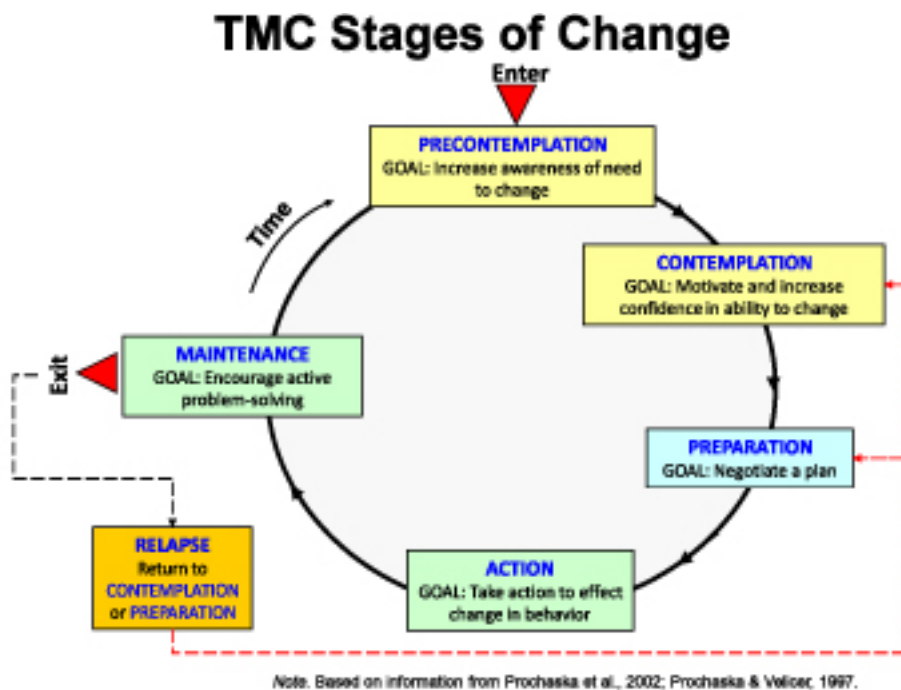 TMC Stages of Change
Enter
PRECONTEMPLATION
GOAL: Increase awareness of need
to change
Time
CONTEMPLATION
GOAL: Motivate and increase
confidence in ability to change
MAINTENANCE
GOAL: Encourage active
problem-solving
Exit
PREPARATION
GOAL: Negotiate a plan
RELAPSE
Return to
CONTEMPLATION
or PREPARATION
ACTION
GOAL: Take action to effect
change in behavior
Note. Based on information from Prochaska et al., 2002; Prochaska & Velicer, 1997.